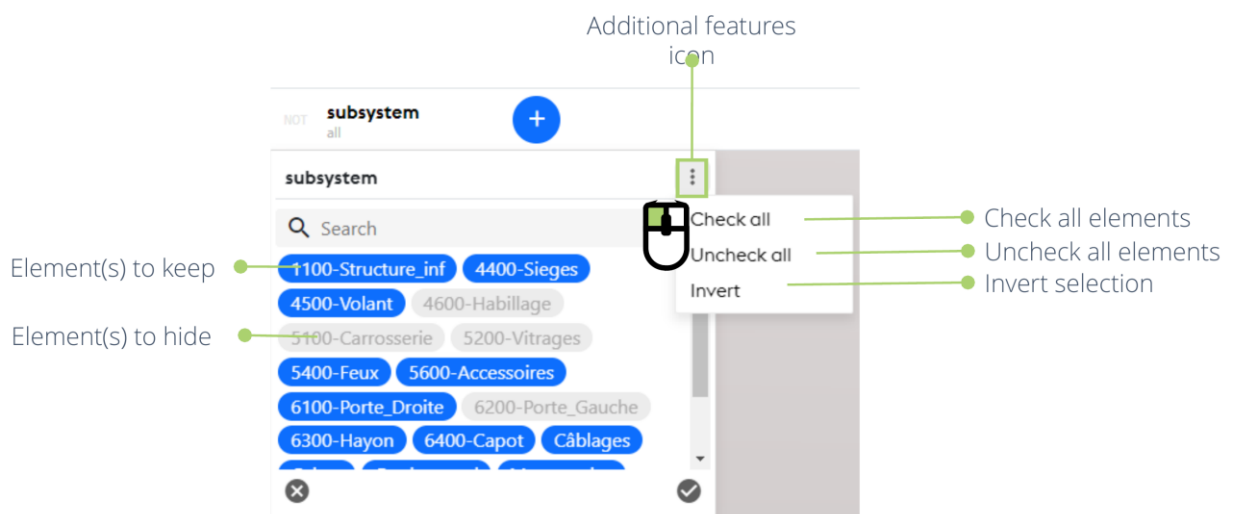 Additional features
icon
NOT subsystem
all
+
subsystem
Search
Check all
Uncheck all
Invert
Check all elements
Uncheck all elements
Invert selection
Element(s) to keep
Element(s) to hide
1100-Structure_inf 4400-Sieges
4500-Volant 4600-Habillage
5100-Carrosserie 5200-Vitrages
5400-Feux 5600-Accessoires
6100-Porte_Droite 6200-Porte_Gauche
6300-Hayon 6400-Capot Câblages